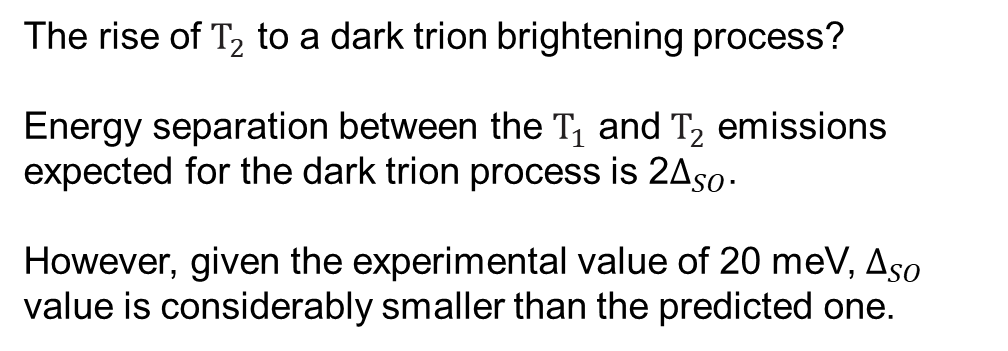 The rise of T₂ to a dark trion brightening process?
Energy separation between the T₁ and T₂ emissions
expected for the dark trion process is 2Δ_SO.
However, given the experimental value of 20 meV, Δ_SO
value is considerably smaller than the predicted one.